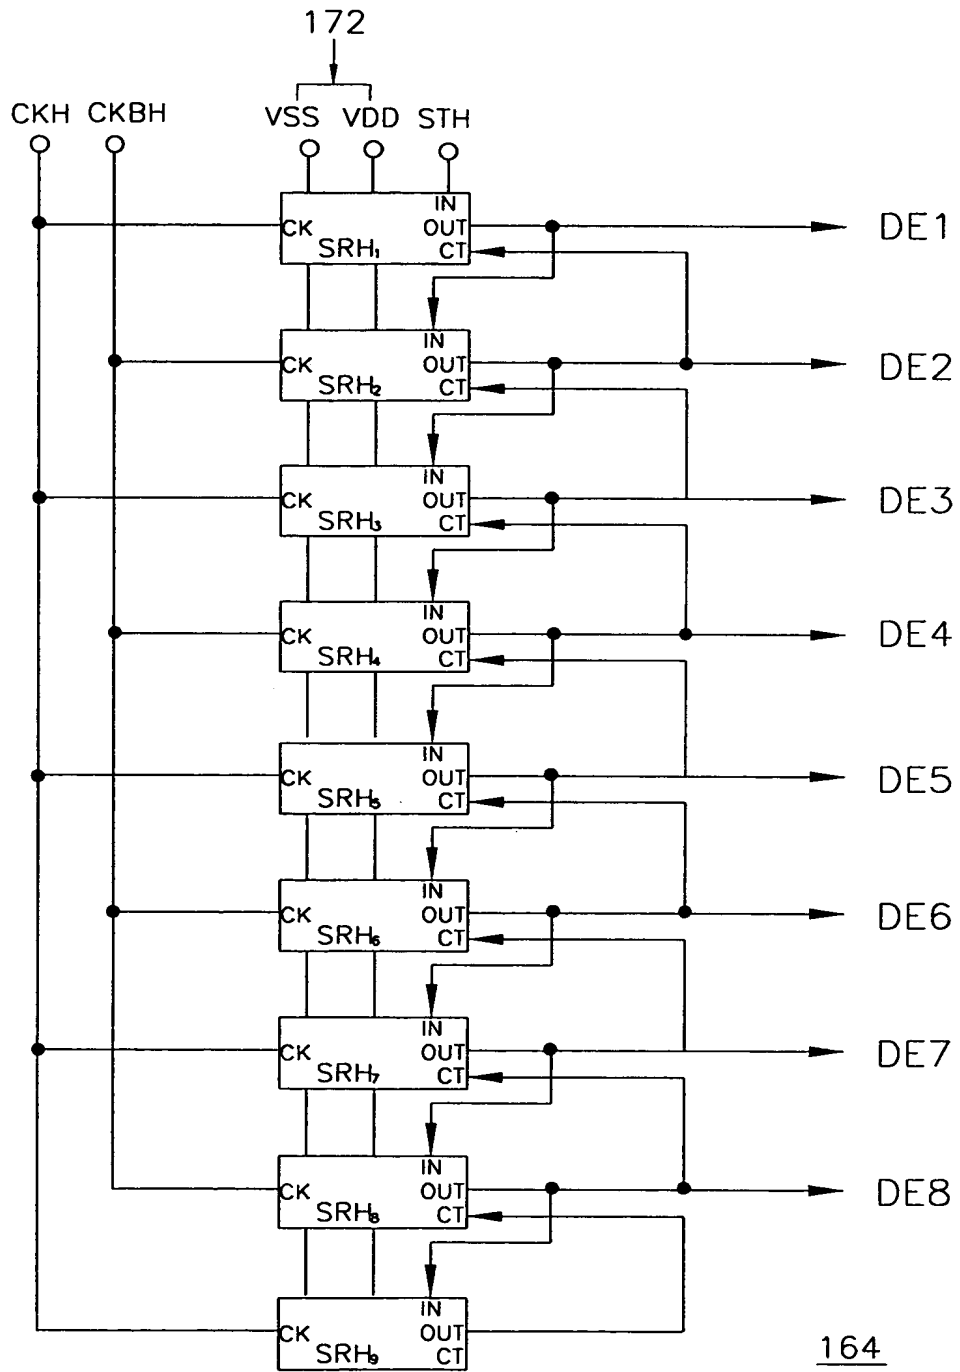 172
CKH CKBH VSS VDD STH
IN
CK OUT DE1
SRH₁ CT
IN
CK OUT DE2
SRH₂ CT
IN
CK OUT DE3
SRH₃ CT
IN
CK OUT DE4
SRH₄ CT
IN
CK OUT DE5
SRH₅ CT
IN
CK OUT DE6
SRH₆ CT
IN
CK OUT DE7
SRH₇ CT
IN
CK OUT DE8
SRH₈ CT
IN
CK OUT
SRH₉ CT
164